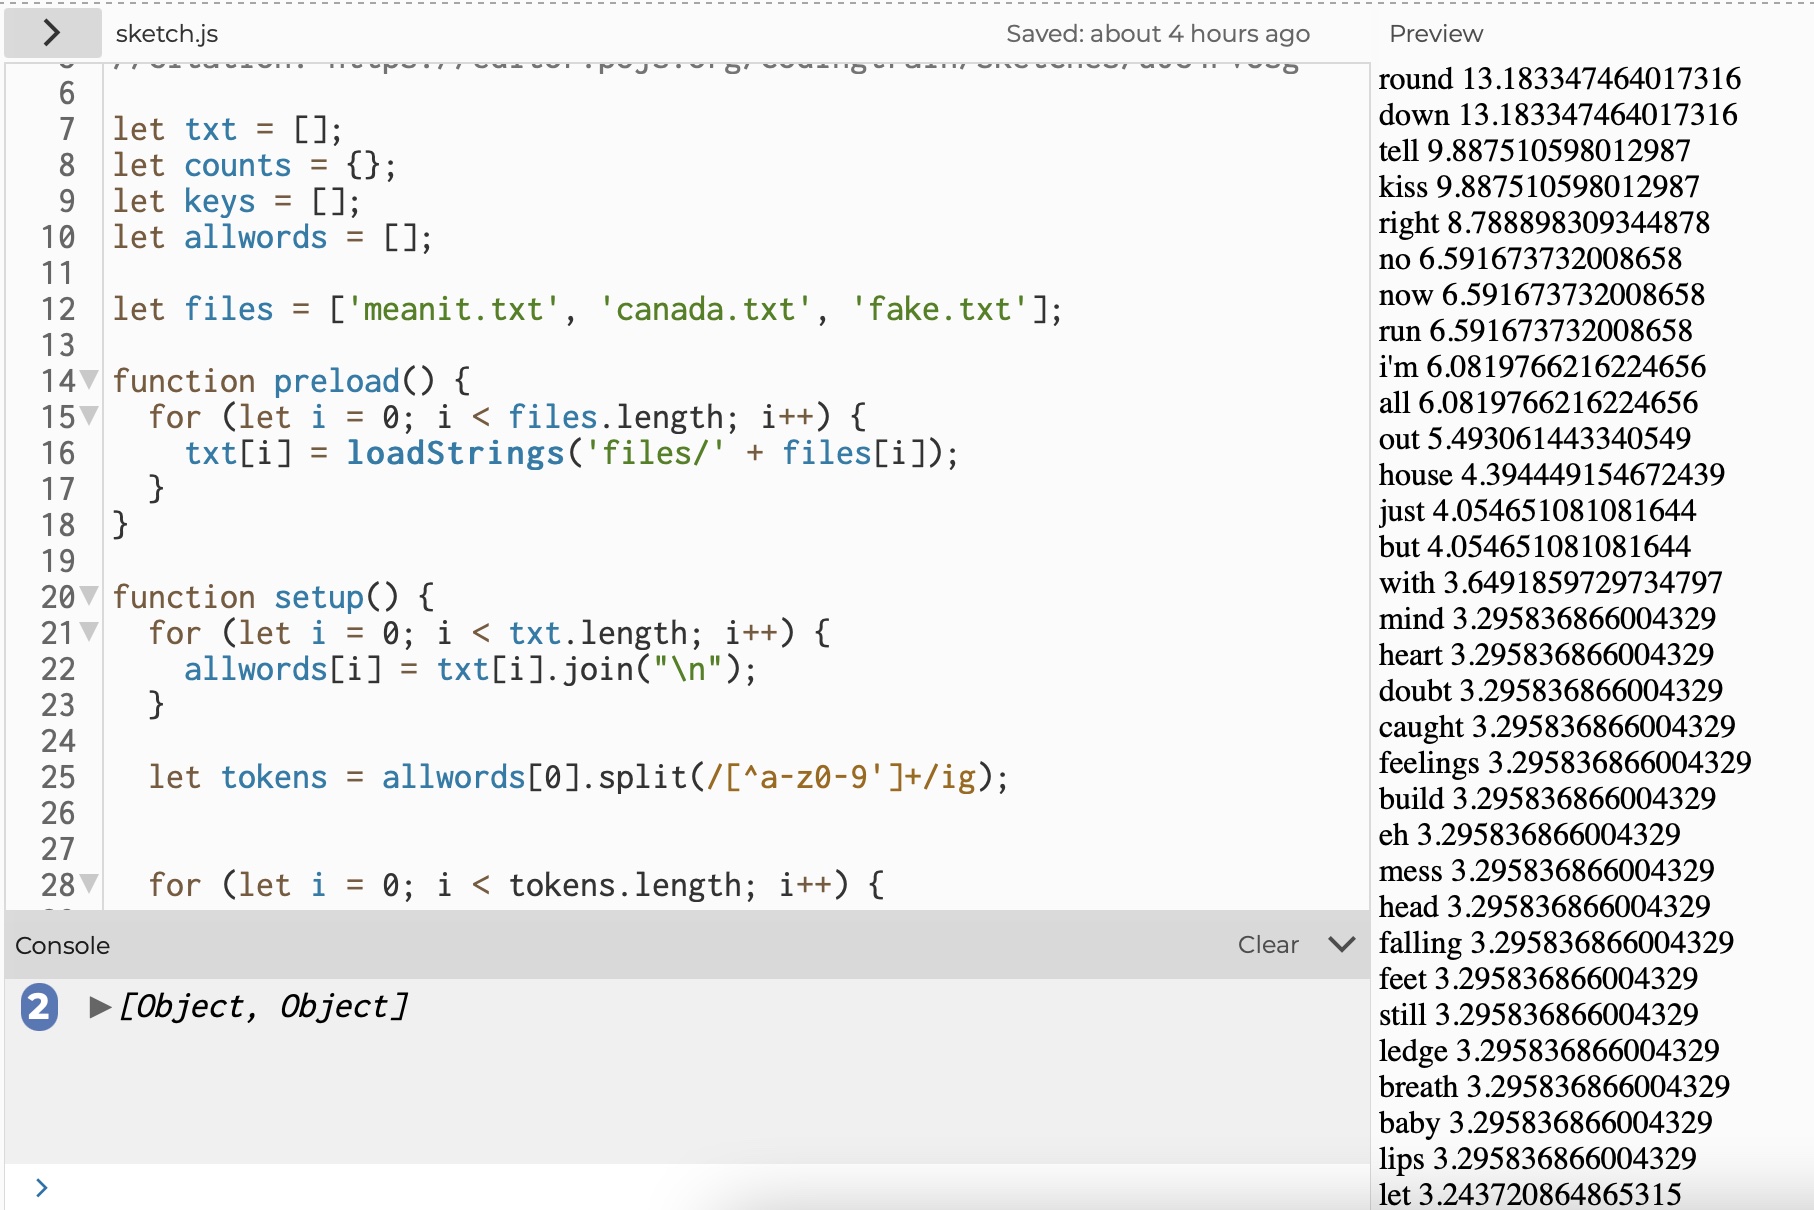 sketch.js
Saved: about 4 hours ago
6
7 let txt = [];
8 let counts = {};
9 let keys = [];
10 let allwords = [];
11
12 let files = ['meanit.txt', 'canada.txt', 'fake.txt'];
13
14 function preload() {
15 for (let i = 0; i < files.length; i++) {
16 txt[i] = loadStrings('files/' + files[i]);
17 }
18 }
19
20 function setup() {
21 for (let i = 0; i < txt.length; i++) {
22 allwords[i] = txt[i].join("\n");
23 }
24
25 let tokens = allwords[0].split(/[^a-z0-9']+/ig);
26
27
28 for (let i = 0; i < tokens.length; i++) {
Console
Clear
2 [Object, Object]
Preview
round 13.183347464017316
down 13.183347464017316
tell 9.887510598012987
kiss 9.887510598012987
right 8.788898309344878
no 6.591673732008658
now 6.591673732008658
run 6.591673732008658
i'm 6.0819766216224656
all 6.0819766216224656
out 5.493061443340549
house 4.394449154672439
just 4.054651081081644
but 4.054651081081644
with 3.6491859729734797
mind 3.295836866004329
heart 3.295836866004329
doubt 3.295836866004329
caught 3.295836866004329
feelings 3.295836866004329
build 3.295836866004329
eh 3.295836866004329
mess 3.295836866004329
head 3.295836866004329
falling 3.295836866004329
feet 3.295836866004329
still 3.295836866004329
ledge 3.295836866004329
breath 3.295836866004329
baby 3.295836866004329
lips 3.295836866004329
let 3.243720864865315